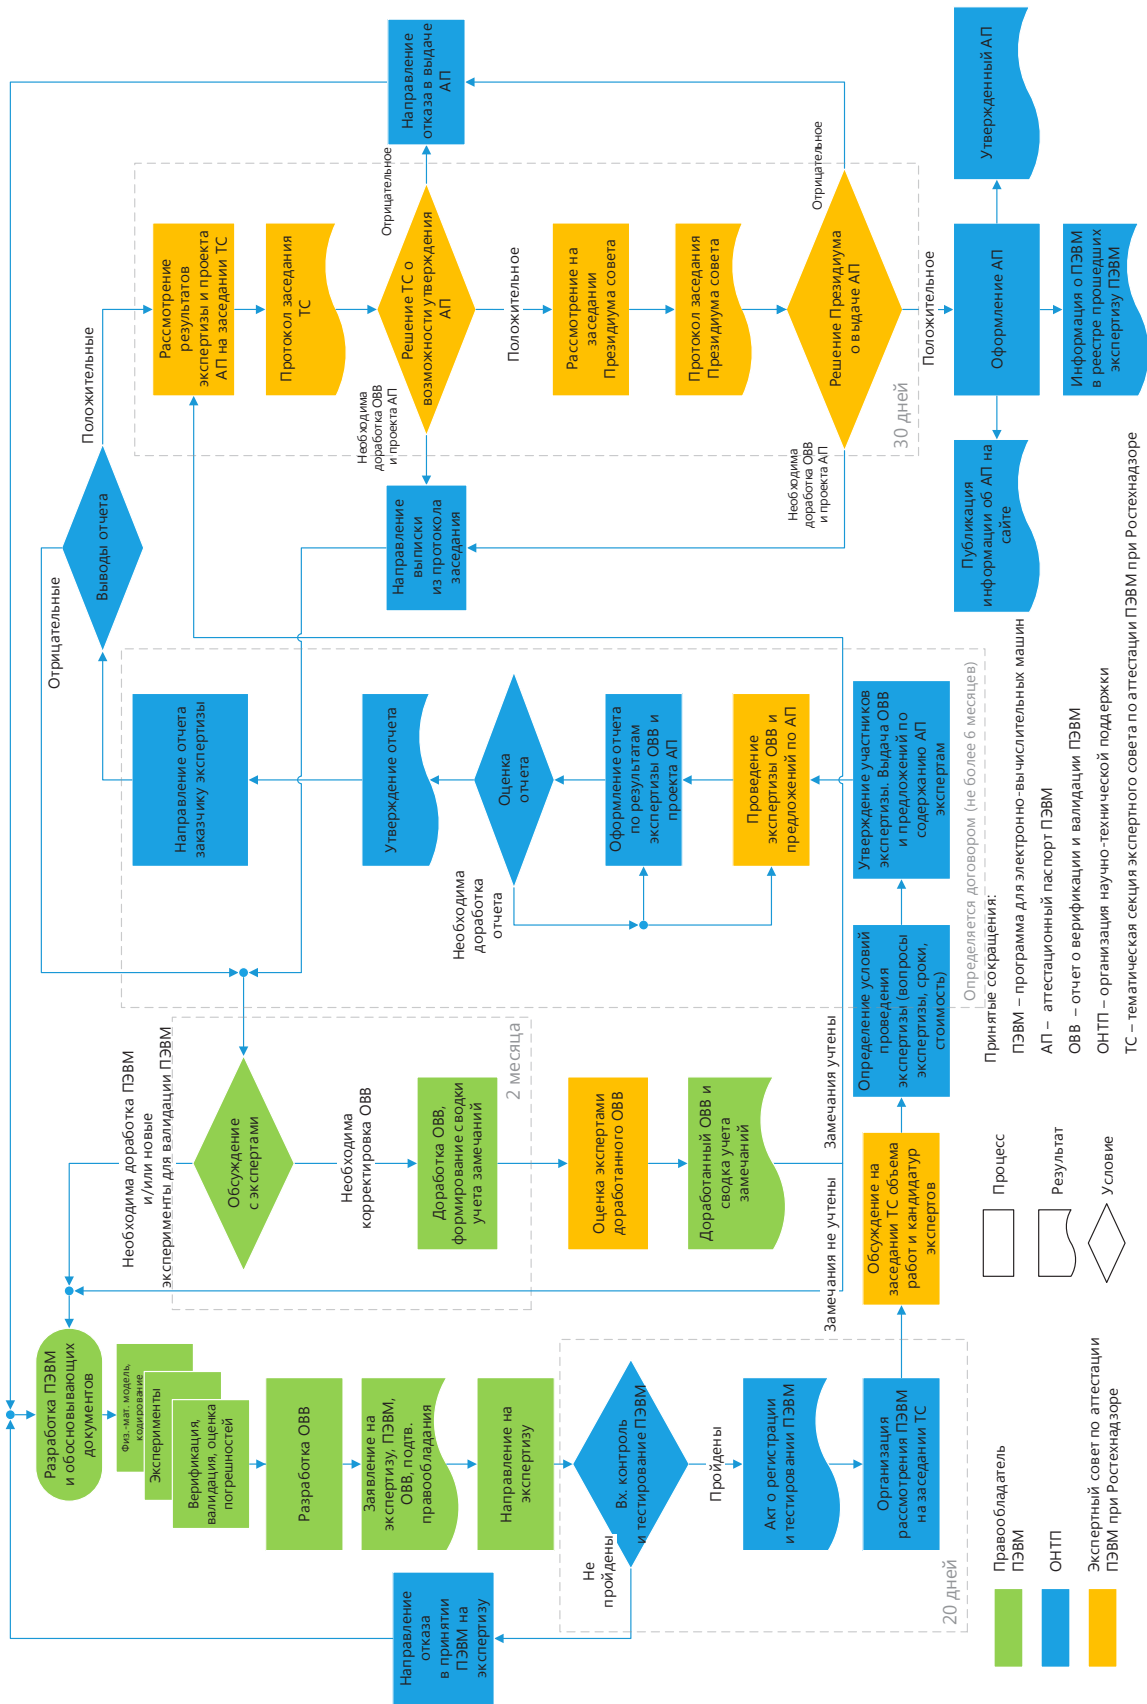 Разработка ПЭВМ
и обосновывающих
документов
Физ.-мат. модель,
кодирование
Эксперименты
Верификация,
валидация, оценка
погрешностей
Разработка ОВВ
Заявление на
экспертизу, ПЭВМ,
ОВВ, подтв.
правообладания
Направление на
экспертизу
Вх. контроль
и тестирование ПЭВМ
Не
пройдены
Пройдены
Направление
отказа
в принятии
ПЭВМ на
экспертизу
Акт о регистрации
и тестировании ПЭВМ
Организация
рассмотрения ПЭВМ
на заседании ТС
20 дней
Обсуждение на
заседании ТС объема
работ и кандидатур
экспертов
Определение условий
проведения
экспертизы (вопросы
экспертизы, сроки,
стоимость)
Утверждение участников
экспертизы. Выдача ОВВ
и предложений по
содержанию АП
экспертам
Проведение
экспертизы ОВВ и
предложений по АП
Оформление отчета
по результатам
экспертизы ОВВ и
проекта АП
Оценка
отчета
Необходима
доработка
отчета
Утверждение отчета
Направление отчета
заказчику экспертизы
Определяется договором (не более 6 месяцев)
Выводы отчета
Отрицательные
Положительные
Обсуждение
с экспертами
Необходима доработка ПЭВМ
и/или новые
эксперименты для валидации ПЭВМ
Необходима
корректировка ОВВ
Доработка ОВВ,
формирование сводки
учета замечаний
2 месяца
Оценка экспертами
доработанного ОВВ
Доработанный ОВВ и
сводка учета
замечаний
Замечания не учтены
Замечания учтены
Рассмотрение
результатов
экспертизы и проекта
АП на заседании ТС
Протокол заседания
ТС
Решение ТС о
возможности утверждения
АП
Отрицательное
Положительное
Необходима
доработка ОВВ
и проекта АП
Направление
отказа в выдаче
АП
Направление
выписки
из протокола
заседания
Рассмотрение на
заседании
Президиума совета
Протокол заседания
Президиума совета
Решение Президиума
о выдаче АП
Отрицательное
Необходима
доработка ОВВ
и проекта АП
Положительное
30 дней
Оформление АП
Утвержденный АП
Публикация
информации об АП на
сайте
Информация о ПЭВМ
в реестре прошедших
экспертизу ПЭВМ
Правообладатель
ПЭВМ
ОНТП
Экспертный совет по аттестации
ПЭВМ при Ростехнадзоре
Процесс
Результат
Условие
Принятые сокращения:
ПЭВМ – программа для электронно-вычислительных машин
АП – аттестационный паспорт ПЭВМ
ОВВ – отчет о верификации и валидации ПЭВМ
ОНТП – организация научно-технической поддержки
ТС – тематическая секция экспертного совета по аттестации ПЭВМ при Ростехнадзоре